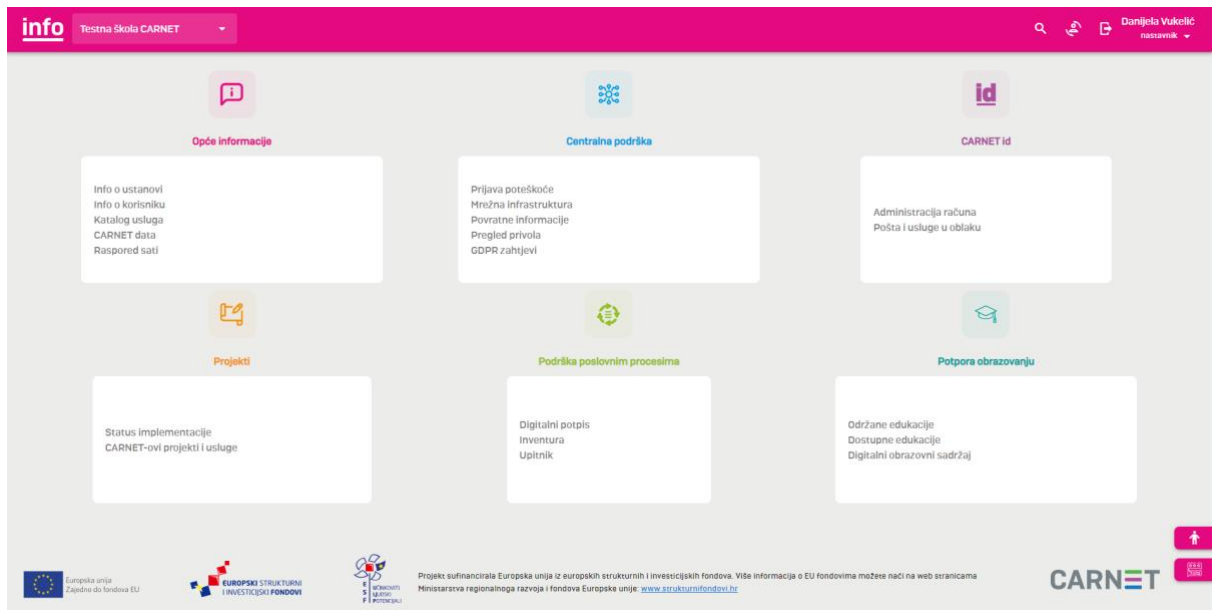 info
Testna škola CARNET
Danijela Vukelić
nastavnik
id
Opće informacije
Centralna podrška
CARNET id
Info o ustanovi
Info o korisniku
Katalog usluga
CARNET data
Raspored sati
Prijava poteškoće
Mrežna infrastruktura
Povratne informacije
Pregled privola
GDPR zahtjevi
Administracija računa
Pošta i usluge u oblaku
Projekti
Podrška poslovnim procesima
Potpora obrazovanju
Status implementacije
CARNET-ovi projekti i usluge
Digitalni potpis
Inventura
Upitnik
Održane edukacije
Dostupne edukacije
Digitalni obrazovni sadržaj
Europska unija
Zajedno do fondova EU
EUROPSKI STRUKTURNI
I INVESTICIJSKI FONDOVI
Projekt sufinancirala Europska unija iz europskih strukturnih i investicijskih fondova. Više informacija o EU fondovima možete naći na web stranicama
Ministarstva regionalnoga razvoja i fondova Europske unije: www.strukturnifondovi.hr
CARNET